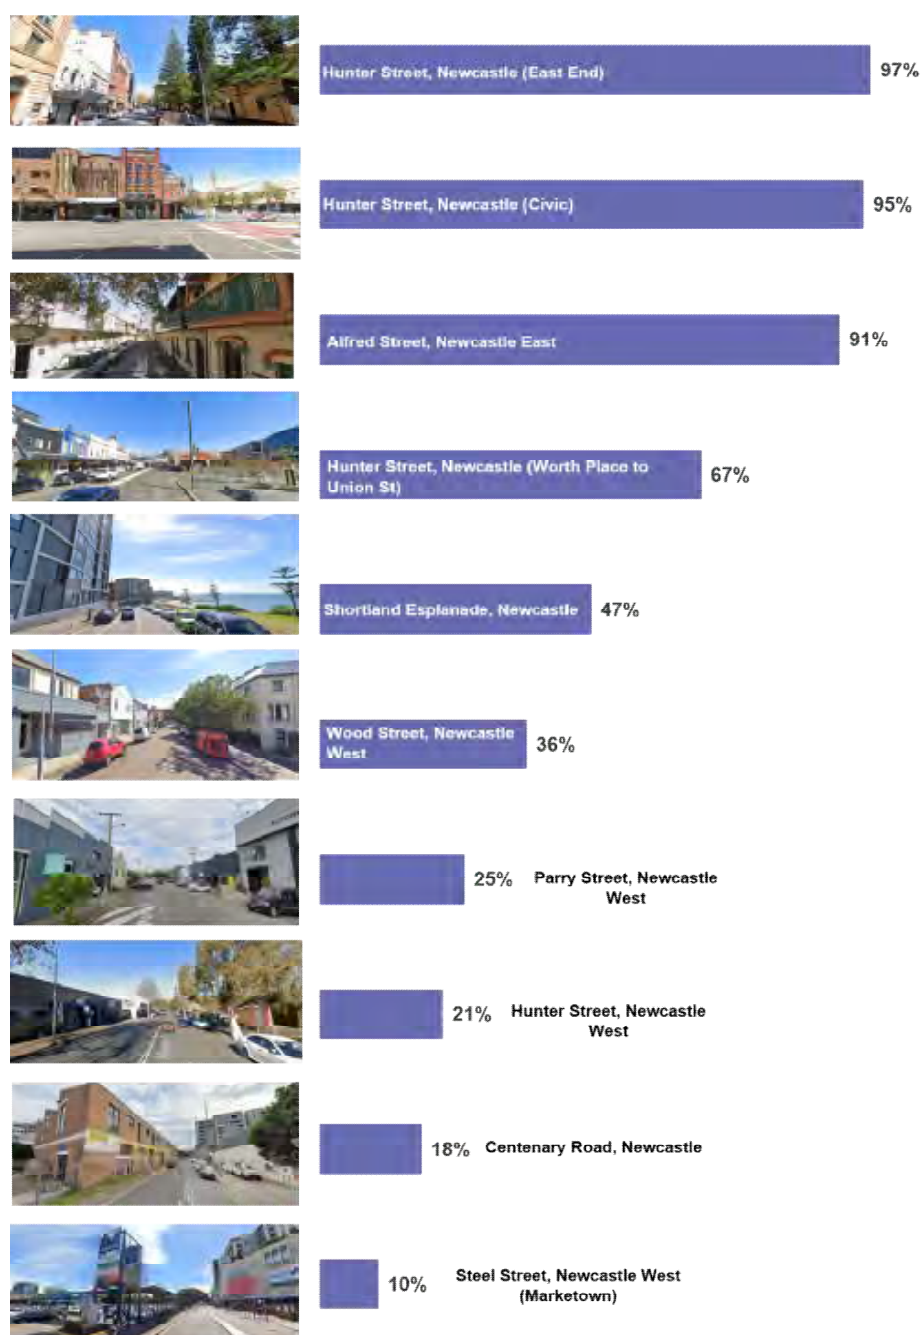 Hunter Street, Newcastle (East End)
97%
Hunter Street, Newcastle (Civic)
95%
Alfred Street, Newcastle East
91%
Hunter Street, Newcastle (Worth Place to
Union St)
67%
Shortland Esplanade, Newcastle
47%
Wood Street, Newcastle
West
36%
25%
Parry Street, Newcastle
West
21%
Hunter Street, Newcastle
West
18%
Centenary Road, Newcastle
10%
Steel Street, Newcastle West
(Marketown)